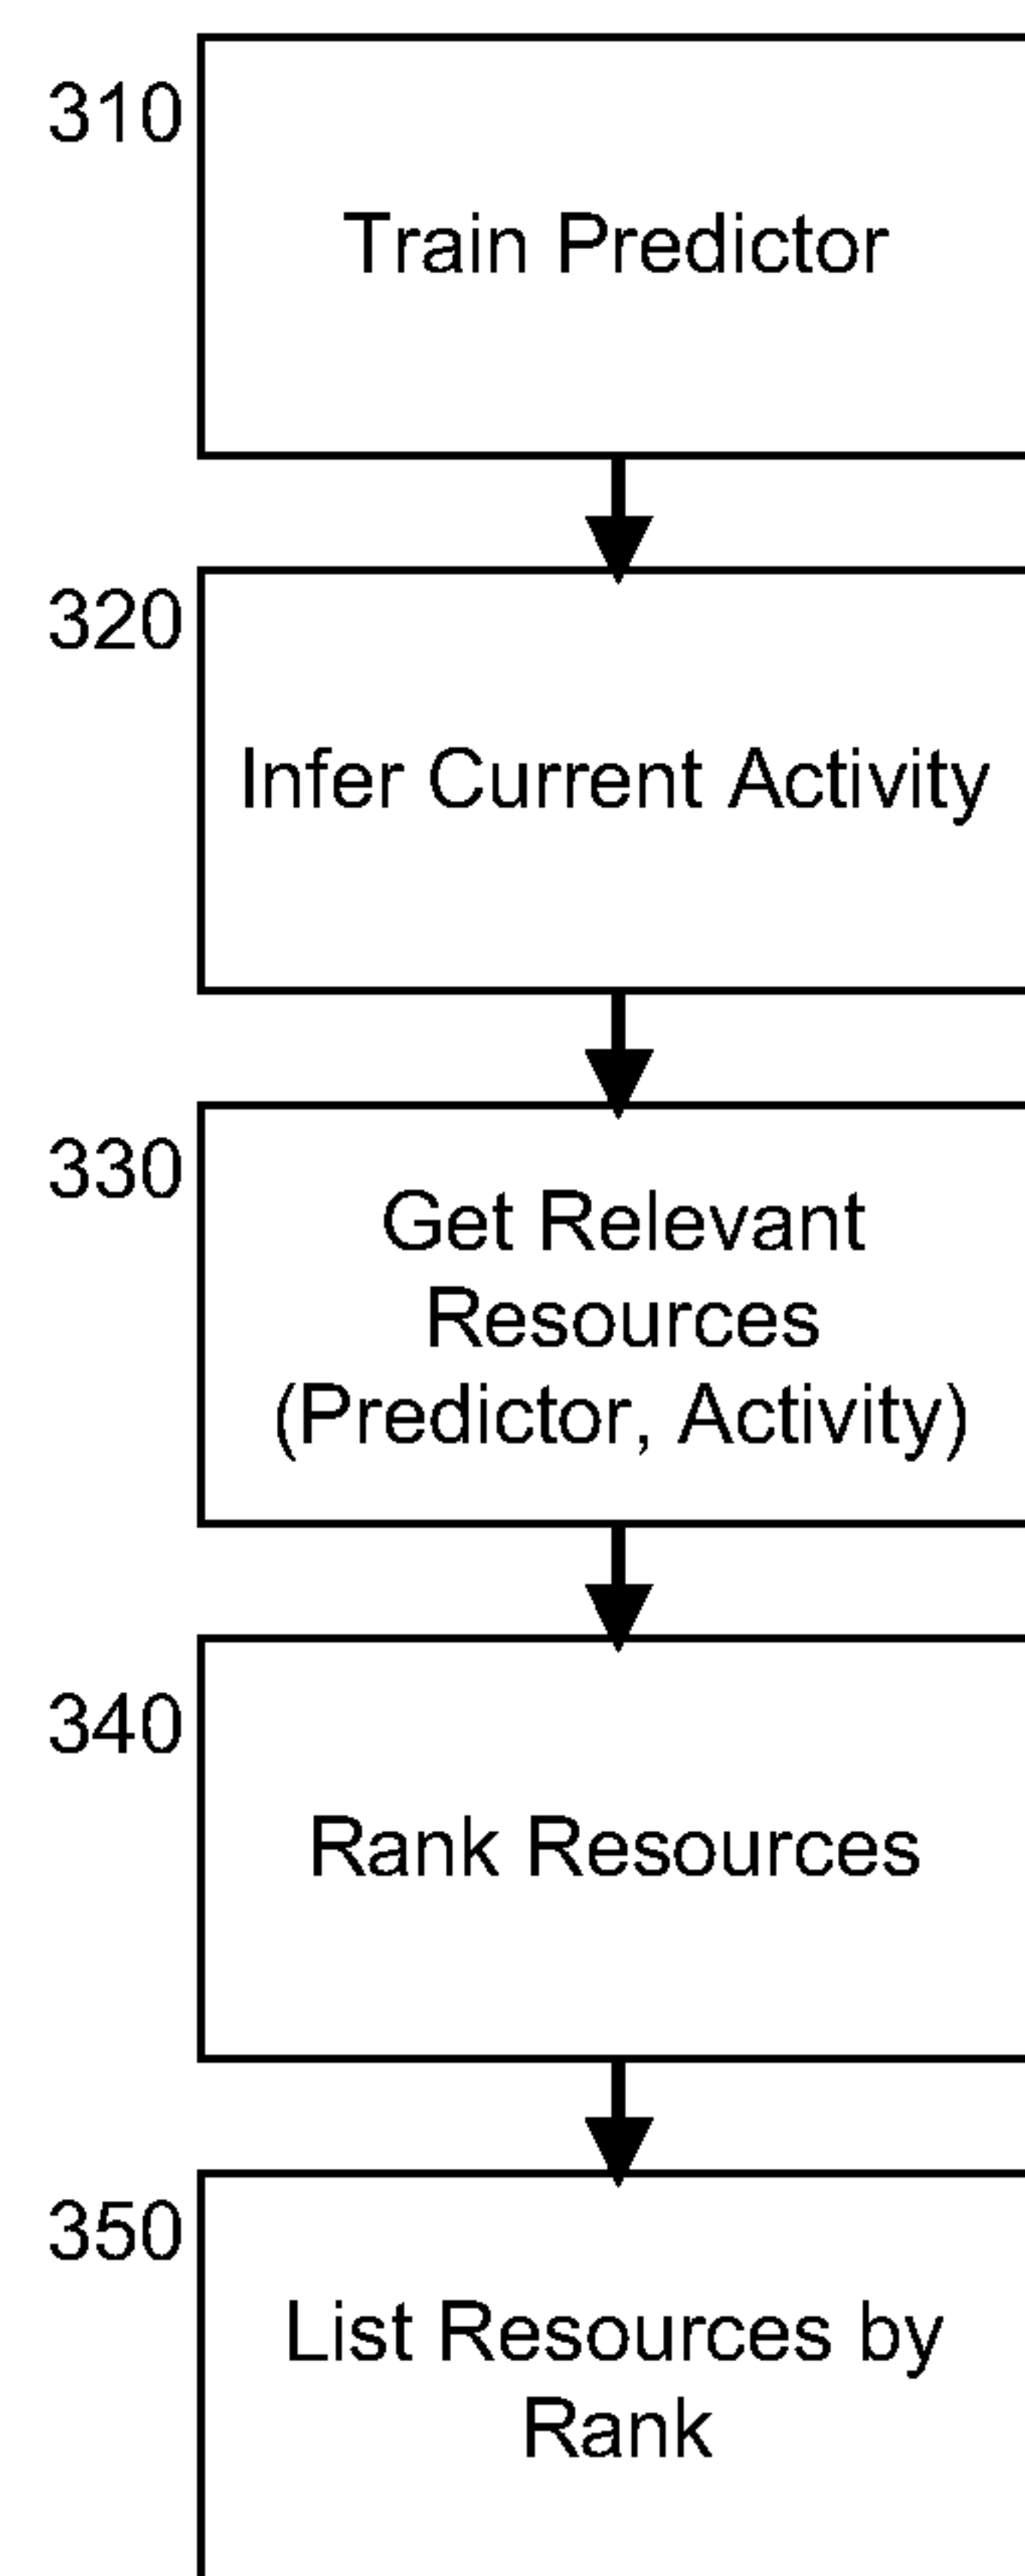 310
Train Predictor
320
Infer Current Activity
330
Get Relevant
Resources
(Predictor, Activity)
340
Rank Resources
350
List Resources by
Rank